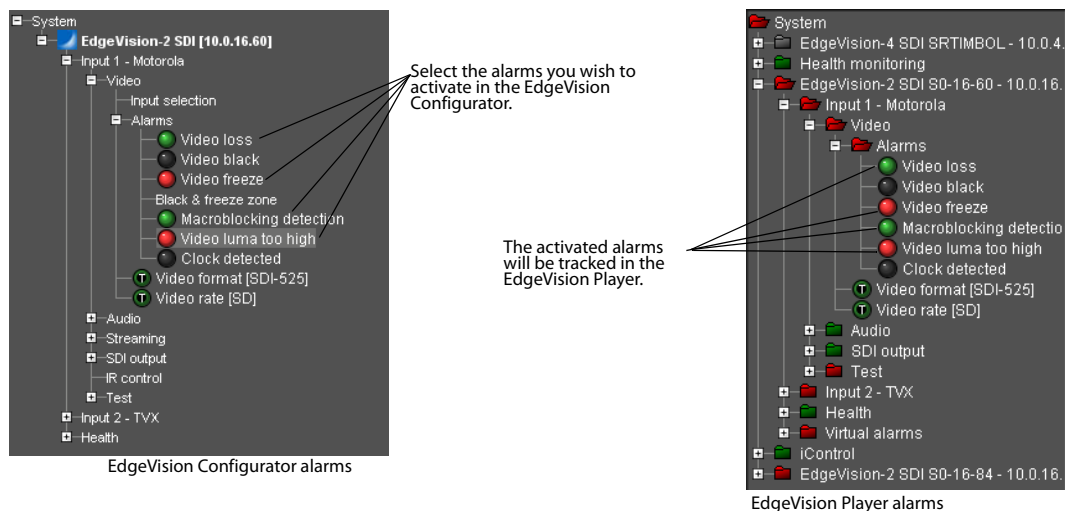 System
EdgeVision-2 SDI [10.0.16.60]
Input 1 - Motorola
Video
Input selection
Alarms
Video loss
Video black
Video freeze
Black & freeze zone
Macroblocking detection
Video luma too high
Clock detected
T Video format [SDI-525]
T Video rate [SD]
Audio
Streaming
SDI output
IR control
Test
Input 2 - TVX
Health
EdgeVision Configurator alarms
Select the alarms you wish to
activate in the EdgeVision
Configurator.
The activated alarms
will be tracked in the
EdgeVision Player.
System
EdgeVision-4 SDI SRTIMBOL - 10.0.4.
Health monitoring
EdgeVision-2 SDI S0-16-60 - 10.0.16.
Input 1 - Motorola
Video
Alarms
Video loss
Video black
Video freeze
Macroblocking detectio
Video luma too high
Clock detected
T Video format [SDI-525]
T Video rate [SD]
Audio
SDI output
Test
Input 2 - TVX
Health
Virtual alarms
iControl
EdgeVision-2 SDI S0-16-84 - 10.0.16.
EdgeVision Player alarms